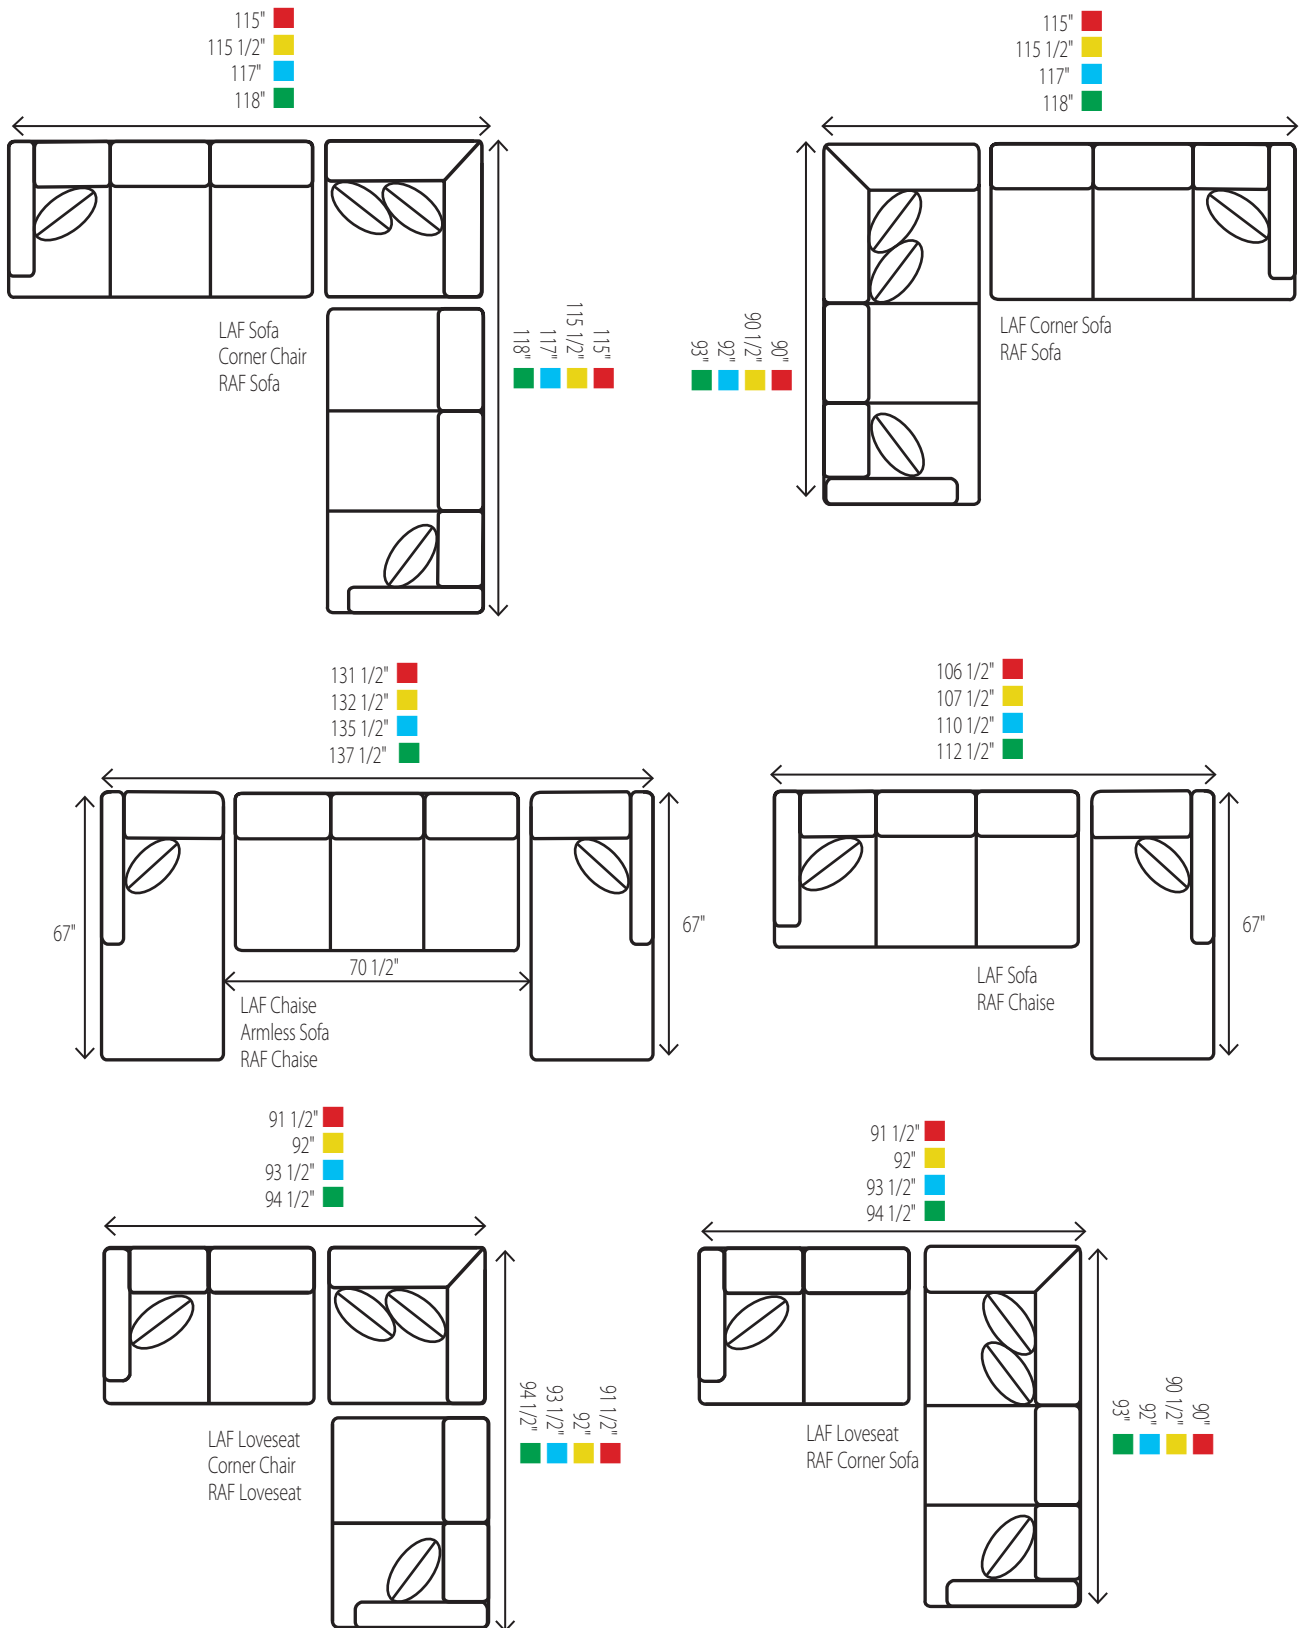 115"
115 1/2"
117"
118"
LAF Sofa
Corner Chair
RAF Sofa
115"
115 1/2"
117"
118"
115"
115 1/2"
117"
118"
90"
90 1/2"
92"
93"
LAF Corner Sofa
RAF Sofa
131 1/2"
132 1/2"
135 1/2"
137 1/2"
67"
70 1/2"
67"
LAF Chaise
Armless Sofa
RAF Chaise
106 1/2"
107 1/2"
110 1/2"
112 1/2"
67"
LAF Sofa
RAF Chaise
91 1/2"
92"
93 1/2"
94 1/2"
LAF Loveseat
Corner Chair
RAF Loveseat
91 1/2"
92"
93 1/2"
94 1/2"
91 1/2"
92"
93 1/2"
94 1/2"
LAF Loveseat
RAF Corner Sofa
90"
90 1/2"
92"
93"